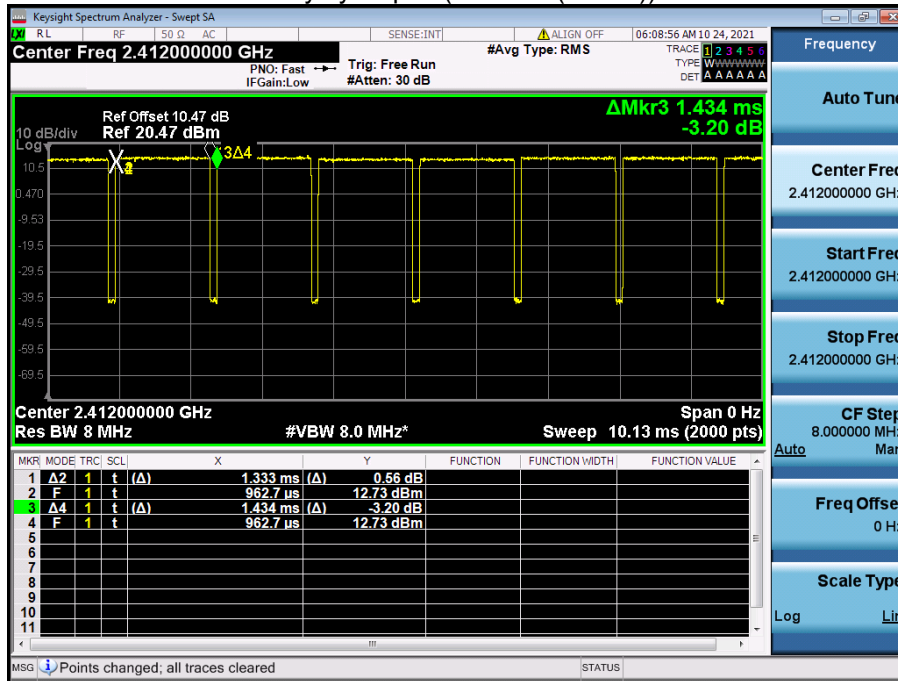 Keysight Spectrum Analyzer - Swept SA
LXI RL RF 50 Ω AC SENSE:INT ALIGN OFF 06:08:56 AM 10 24, 2021
Center Freq 2.412000000 GHz #Avg Type: RMS TRACE 1 2 3 4 5 6
PNO: Fast Trig: Free Run TYPE WWWWWW
IFGain:Low #Atten: 30 dB DET A A A A A A
Frequency
Auto Tune
Center Freq
2.412000000 GHz
Start Freq
2.412000000 GHz
Stop Freq
2.412000000 GHz
CF Step
8.000000 MHz
Auto Man
Freq Offset
0 Hz
Scale Type
Log Lin
ΔMkr3 1.434 ms
-3.20 dB
Ref Offset 10.47 dB
10 dB/div Ref 20.47 dBm
Log
3Δ4
10.5
0.470
-9.53
-19.5
-29.5
-39.5
-49.5
-59.5
-69.5
Center 2.412000000 GHz Span 0 Hz
Res BW 8 MHz #VBW 8.0 MHz* Sweep 10.13 ms (2000 pts)
MKR MODE TRC SCL X Y FUNCTION FUNCTION WIDTH FUNCTION VALUE
1 Δ2 1 t (Δ) 1.333 ms (Δ) 0.56 dB
2 F 1 t 962.7 µs 12.73 dBm
3 Δ4 1 t (Δ) 1.434 ms (Δ) -3.20 dB
4 F 1 t 962.7 µs 12.73 dBm
5
6
7
8
9
10
11
MSG Points changed; all traces cleared STATUS